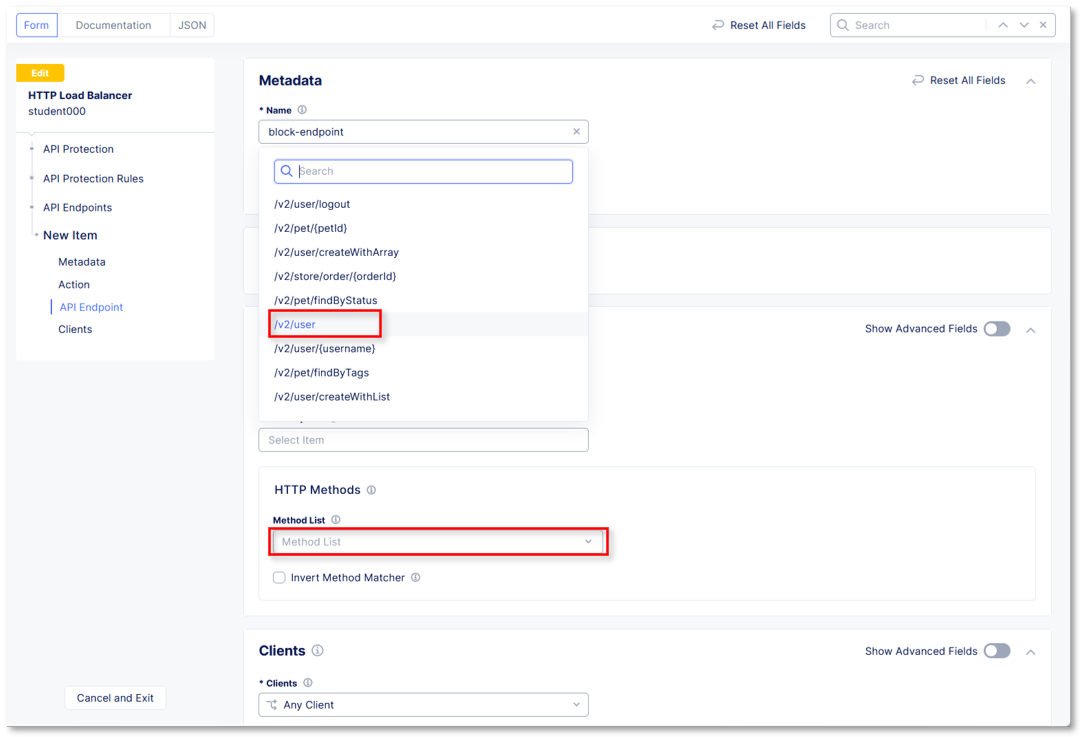 Form
Documentation
JSON
Reset All Fields
Search
Edit
HTTP Load Balancer
student000
API Protection
API Protection Rules
API Endpoints
New Item
Metadata
Action
API Endpoint
Clients
Cancel and Exit
Metadata
Reset All Fields
* Name
block-endpoint
Search
/v2/user/logout
/v2/pet/{petId}
/v2/user/createWithArray
/v2/store/order/{orderId}
/v2/pet/findByStatus
/v2/user
/v2/user/{username}
/v2/pet/findByTags
/v2/user/createWithList
Show Advanced Fields
Select Item
HTTP Methods
Method List
Method List
Invert Method Matcher
Clients
Show Advanced Fields
* Clients
Any Client